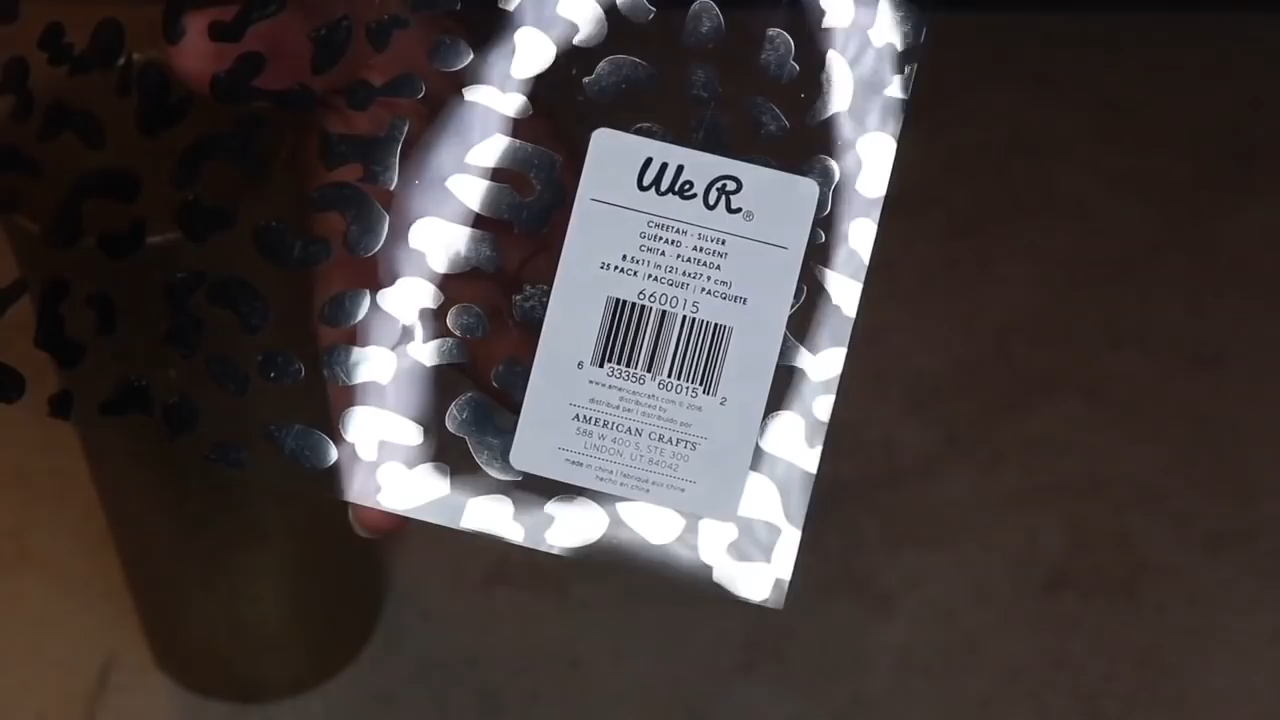 We R®
CHEETAH - SILVER
GUÉPARD - ARGENT
CHITA - PLATEADA
8.5x11 in (21.6x27.9 cm)
25 PACK | PACQUET | PACQUETE
660015
6 33356 60015 2
www.americancrafts.com © 2016
distributed by
distribué par | distribuido por
AMERICAN CRAFTS™
588 W 400 S, STE 300
LINDON, UT 84042
made in china | fabriqué aux chine
hecho en china